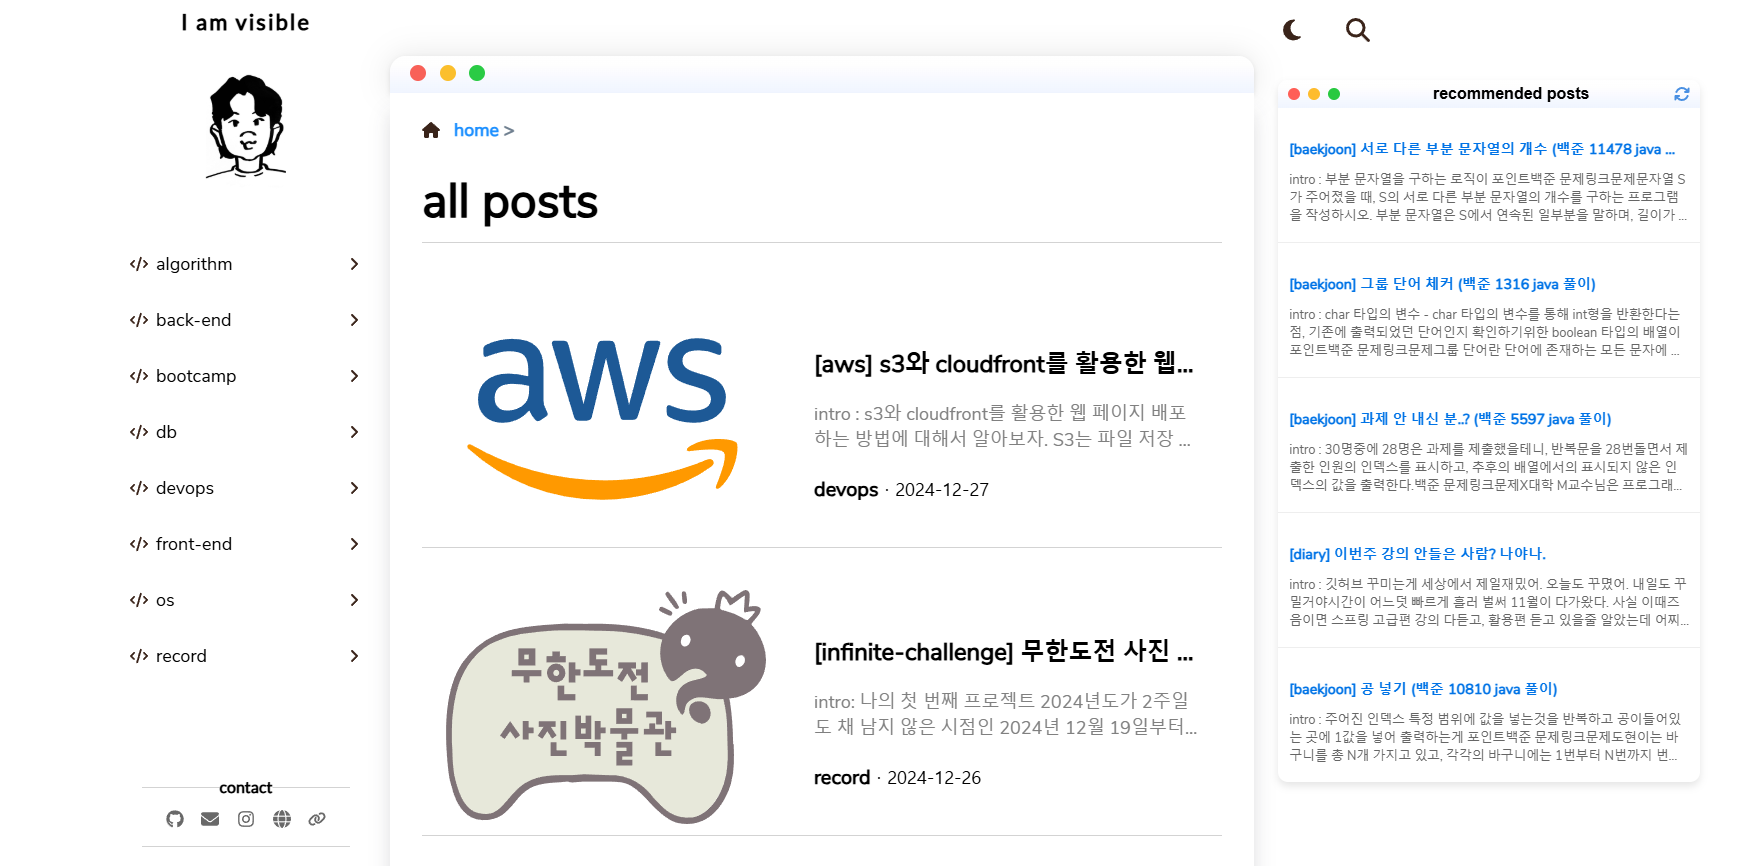 I am visible
algorithm
back-end
bootcamp
db
devops
front-end
os
record
contact
home >
all posts
aws
[aws] s3와 cloudfront를 활용한 웹...
intro : s3와 cloudfront를 활용한 웹 페이지 배포
하는 방법에 대해서 알아보자. S3는 파일 저장 ...
devops · 2024-12-27
무한도전
사진박물관
[infinite-challenge] 무한도전 사진 ...
intro: 나의 첫 번째 프로젝트 2024년도가 2주일
도 채 남지 않은 시점인 2024년 12월 19일부터...
record · 2024-12-26
recommended posts
[baekjoon] 서로 다른 부분 문자열의 개수 (백준 11478 java ...
intro : 부분 문자열을 구하는 로직이 포인트백준 문제링크문제문자열 S
가 주어졌을 때, S의 서로 다른 부분 문자열의 개수를 구하는 프로그램
을 작성하시오. 부분 문자열은 S에서 연속된 일부분을 말하며, 길이가 ...
[baekjoon] 그룹 단어 체커 (백준 1316 java 풀이)
intro : char 타입의 변수 - char 타입의 변수를 통해 int형을 반환한다는
점, 기존에 출력되었던 단어인지 확인하기위한 boolean 타입의 배열이
포인트백준 문제링크문제그룹 단어란 단어에 존재하는 모든 문자에 ...
[baekjoon] 과제 안 내신 분..? (백준 5597 java 풀이)
intro : 30명중에 28명은 과제를 제출했을테니, 반복문을 28번돌면서 제
출한 인원의 인덱스를 표시하고, 추후의 배열에서의 표시되지 않은 인
덱스의 값을 출력한다.백준 문제링크문제X대학 M교수님은 프로그래...
[diary] 이번주 강의 안들은 사람? 나야나.
intro : 깃허브 꾸미는게 세상에서 제일재밌어. 오늘도 꾸몄어. 내일도 꾸
밀거야시간이 어느덧 빠르게 흘러 벌써 11월이 다가왔다. 사실 이때즈
음이면 스프링 고급편 강의 다듣고, 활용편 듣고 있을줄 알았는데 어찌...
[baekjoon] 공 넣기 (백준 10810 java 풀이)
intro : 주어진 인덱스 특정 범위에 값을 넣는것을 반복하고 공이들어있
는 곳에 1값을 넣어 출력하는게 포인트백준 문제링크문제도현이는 바
구니를 총 N개 가지고 있고, 각각의 바구니에는 1번부터 N번까지 번...